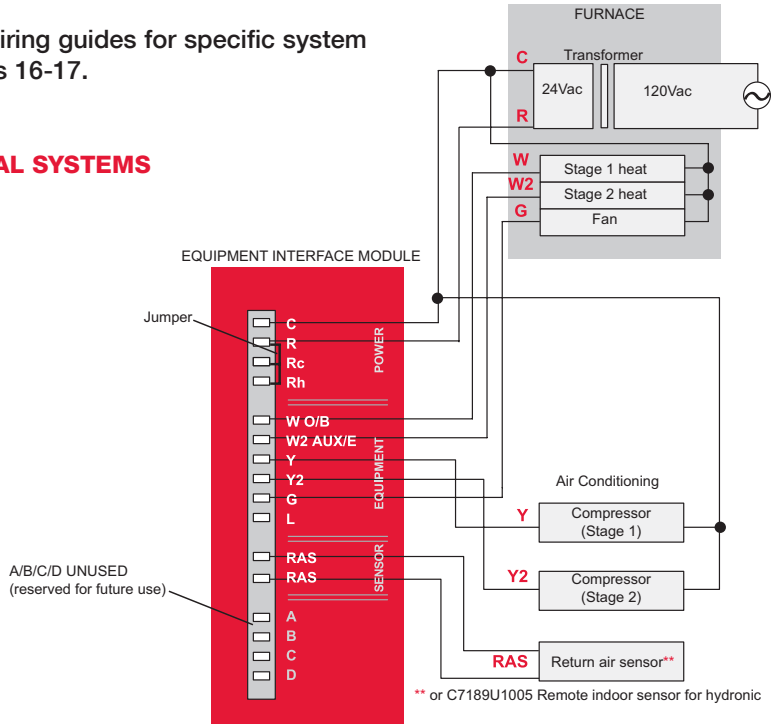 iring guides for specific system
s 16-17.
AL SYSTEMS
FURNACE
C
Transformer
24Vac
120Vac
R
W
Stage 1 heat
W2
Stage 2 heat
G
Fan
EQUIPMENT INTERFACE MODULE
Jumper
C
R
Rc
Rh
POWER
W O/B
W2 AUX/E
Y
Y2
G
L
EQUIPMENT
RAS
RAS
SENSOR
A
B
C
D
A/B/C/D UNUSED
(reserved for future use)
Air Conditioning
Y
Compressor
(Stage 1)
Y2
Compressor
(Stage 2)
RAS
Return air sensor**
** or C7189U1005 Remote indoor sensor for hydronic